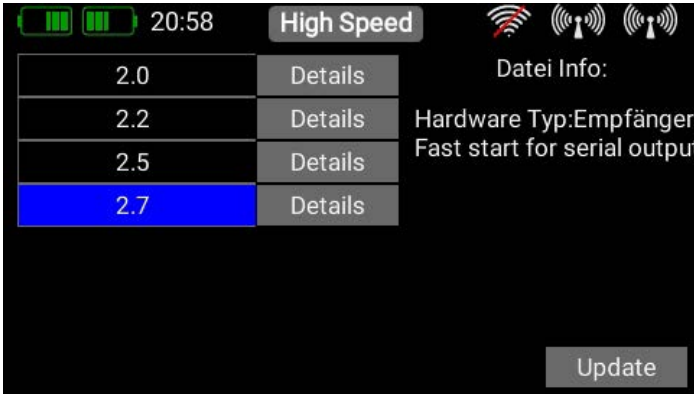 20:58 High Speed
2.0 Details Datei Info:
2.2 Details Hardware Typ:Empfänger
2.5 Details Fast start for serial outpu
2.7 Details
Update